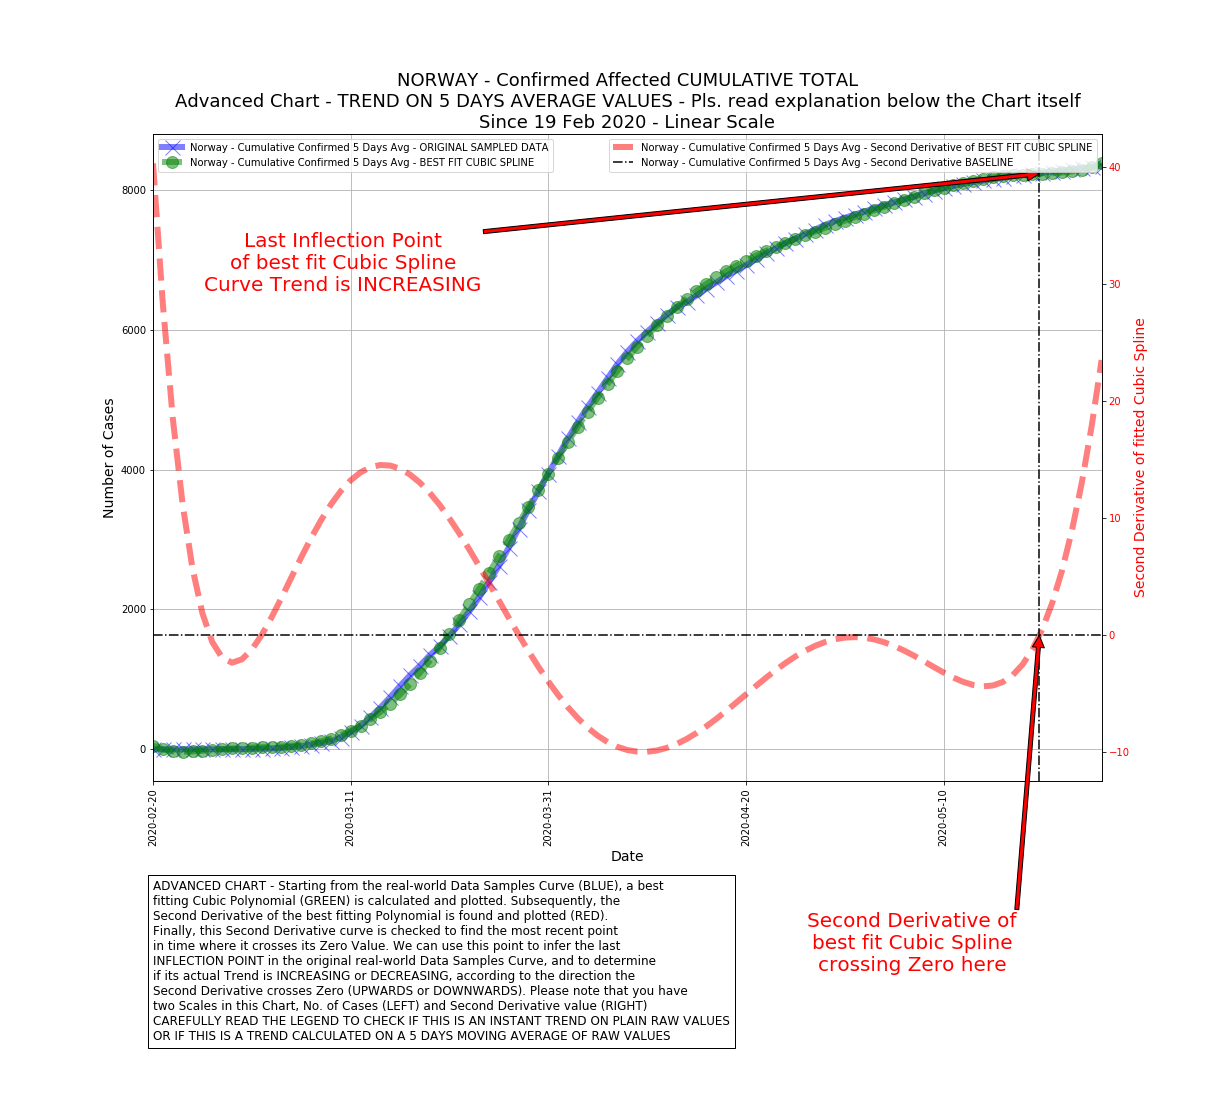 NORWAY - Confirmed Affected CUMULATIVE TOTAL
Advanced Chart - TREND ON 5 DAYS AVERAGE VALUES - Pls. read explanation below the Chart itself
Since 19 Feb 2020 - Linear Scale
Norway - Cumulative Confirmed 5 Days Avg - ORIGINAL SAMPLED DATA
Norway - Cumulative Confirmed 5 Days Avg - BEST FIT CUBIC SPLINE
Norway - Cumulative Confirmed 5 Days Avg - Second Derivative of BEST FIT CUBIC SPLINE
Norway - Cumulative Confirmed 5 Days Avg - Second Derivative BASELINE
Last Inflection Point
of best fit Cubic Spline
Curve Trend is INCREASING
Number of Cases
8000
6000
4000
2000
0
40
30
20
10
0
−10
Second Derivative of fitted Cubic Spline
2020-02-20
2020-03-11
2020-03-31
2020-04-20
2020-05-10
Date
ADVANCED CHART - Starting from the real-world Data Samples Curve (BLUE), a best
fitting Cubic Polynomial (GREEN) is calculated and plotted. Subsequently, the
Second Derivative of the best fitting Polynomial is found and plotted (RED).
Finally, this Second Derivative curve is checked to find the most recent point
in time where it crosses its Zero Value. We can use this point to infer the last
INFLECTION POINT in the original real-world Data Samples Curve, and to determine
if its actual Trend is INCREASING or DECREASING, according to the direction the
Second Derivative crosses Zero (UPWARDS or DOWNWARDS). Please note that you have
two Scales in this Chart, No. of Cases (LEFT) and Second Derivative value (RIGHT)
CAREFULLY READ THE LEGEND TO CHECK IF THIS IS AN INSTANT TREND ON PLAIN RAW VALUES
OR IF THIS IS A TREND CALCULATED ON A 5 DAYS MOVING AVERAGE OF RAW VALUES
Second Derivative of
best fit Cubic Spline
crossing Zero here